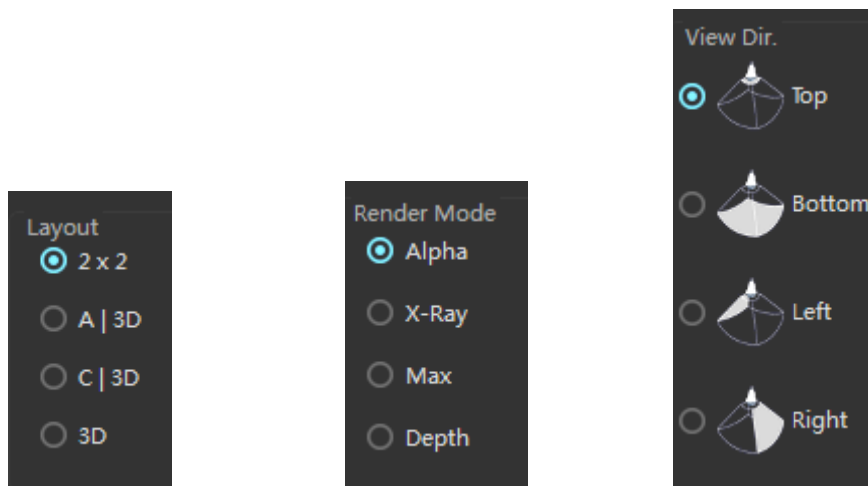 Layout
2 x 2
A | 3D
C | 3D
3D
Render Mode
Alpha
X-Ray
Max
Depth
View Dir.
Top
Bottom
Left
Right